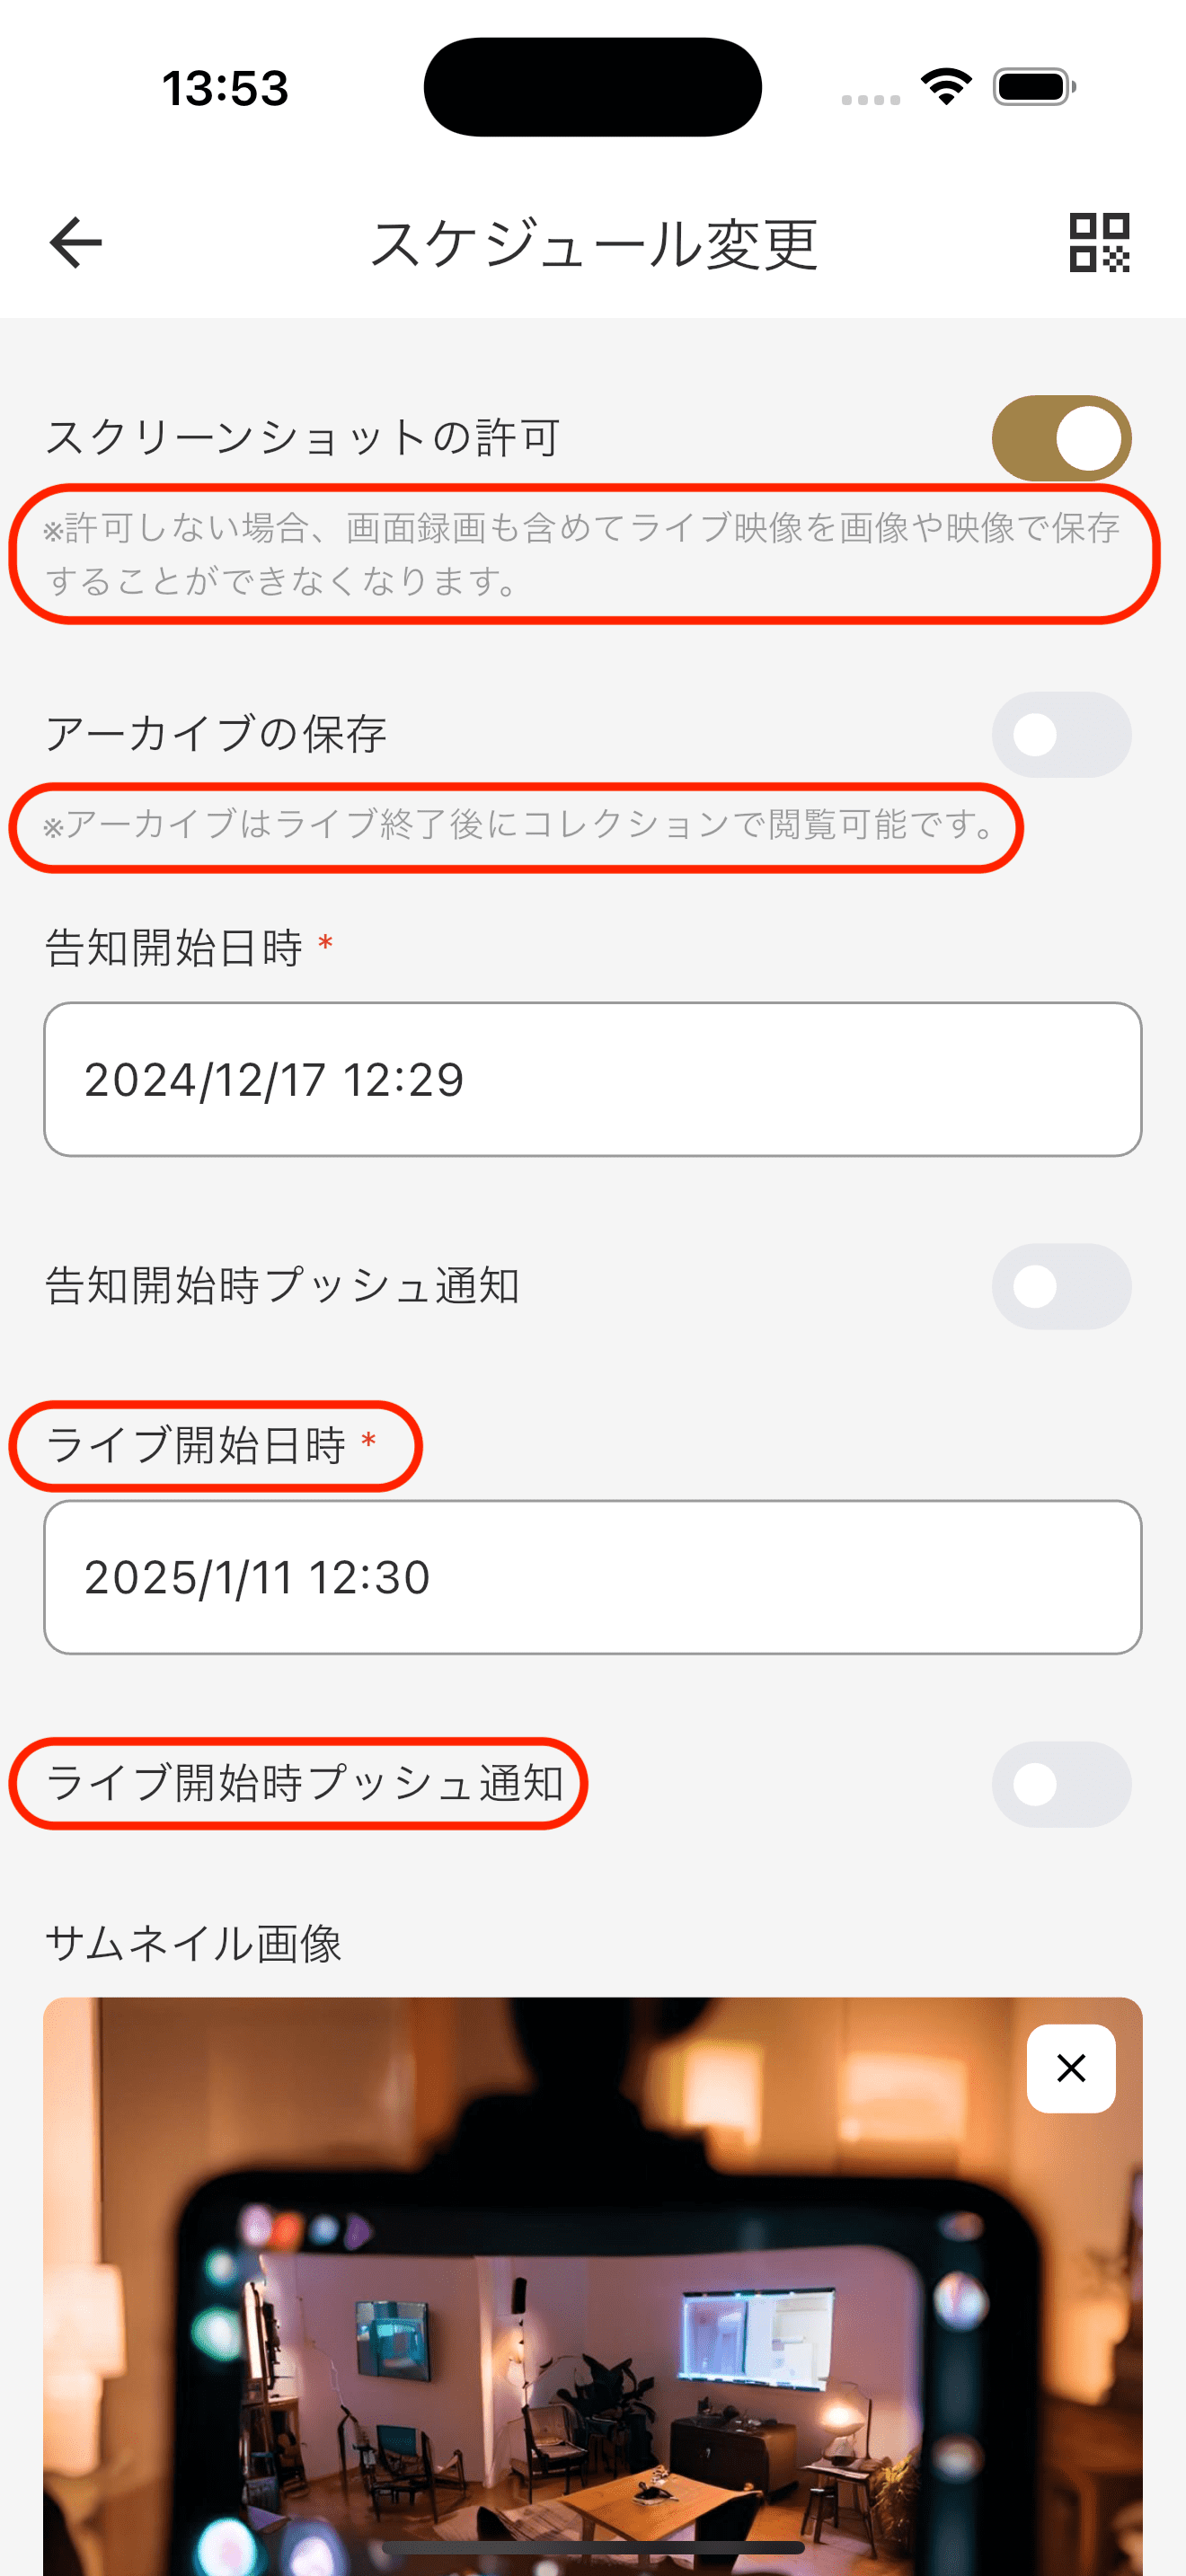 13:53
スケジュール変更
スクリーンショットの許可
※許可しない場合、画面録画も含めてライブ映像を画像や映像で保存
することができなくなります。
アーカイブの保存
※アーカイブはライブ終了後にコレクションで閲覧可能です。
告知開始日時 *
2024/12/17 12:29
告知開始時プッシュ通知
ライブ開始日時 *
2025/1/11 12:30
ライブ開始時プッシュ通知
サムネイル画像